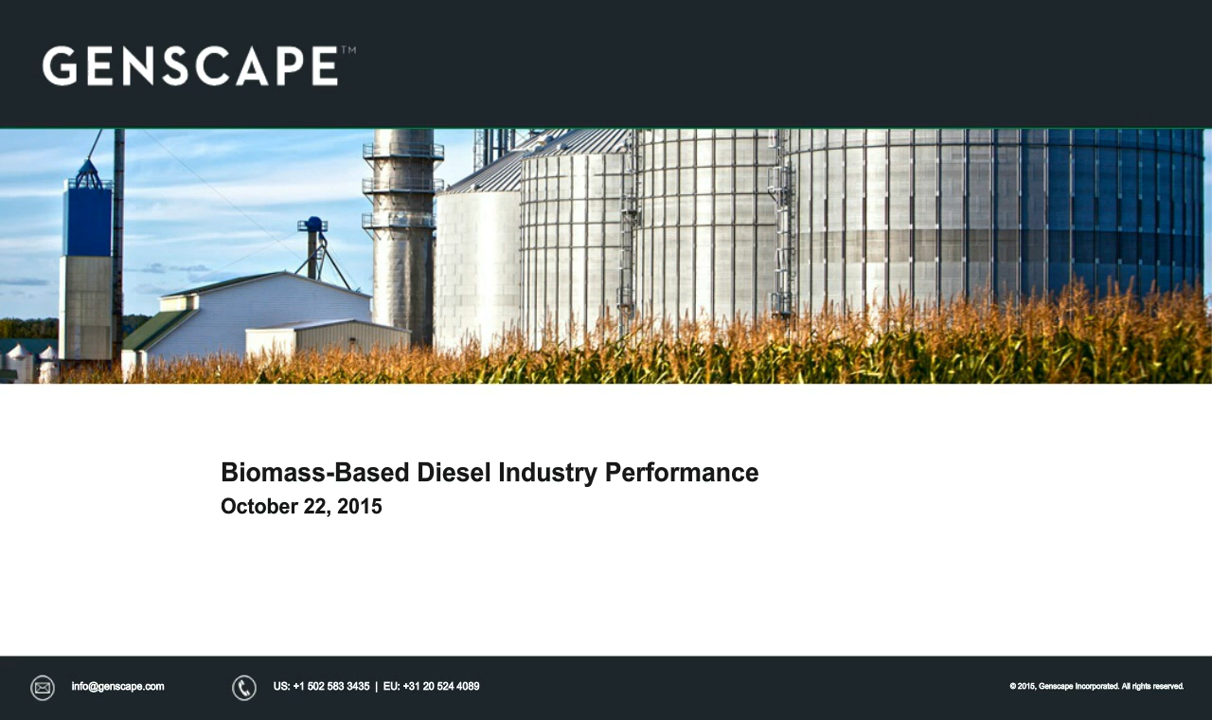 GENSCAPE™
Biomass-Based Diesel Industry Performance
October 22, 2015
info@genscape.com
US: +1 502 583 3435 | EU: +31 20 524 4089
© 2015, Genscape Incorporated. All rights reserved.